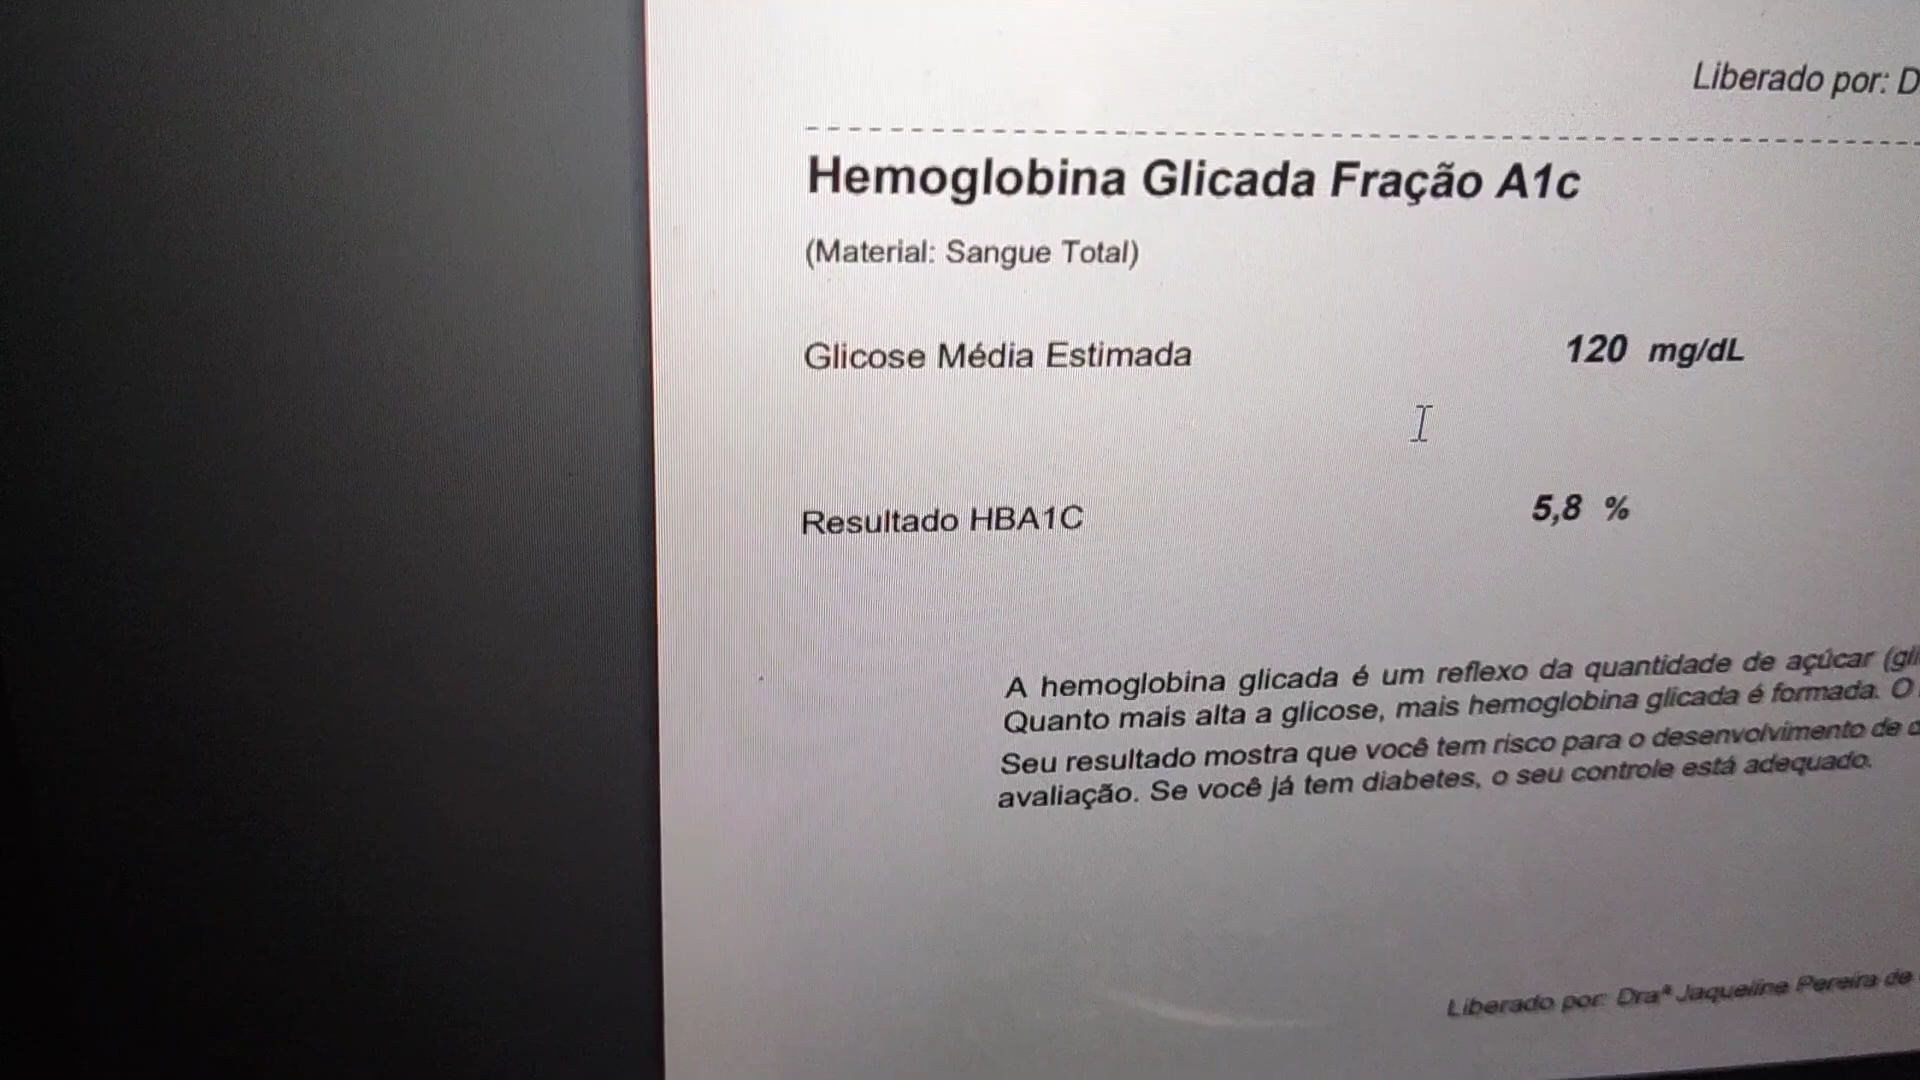 Liberado por: D
Hemoglobina Glicada Fração A1c
(Material: Sangue Total)
Glicose Média Estimada 120 mg/dL
Resultado HBA1C 5,8 %
A hemoglobina glicada é um reflexo da quantidade de açúcar (gli
Quanto mais alta a glicose, mais hemoglobina glicada é formada. O
Seu resultado mostra que você tem risco para o desenvolvimento de d
avaliação. Se você já tem diabetes, o seu controle está adequado.
Liberado por: Draª Jaqueline Pereira de